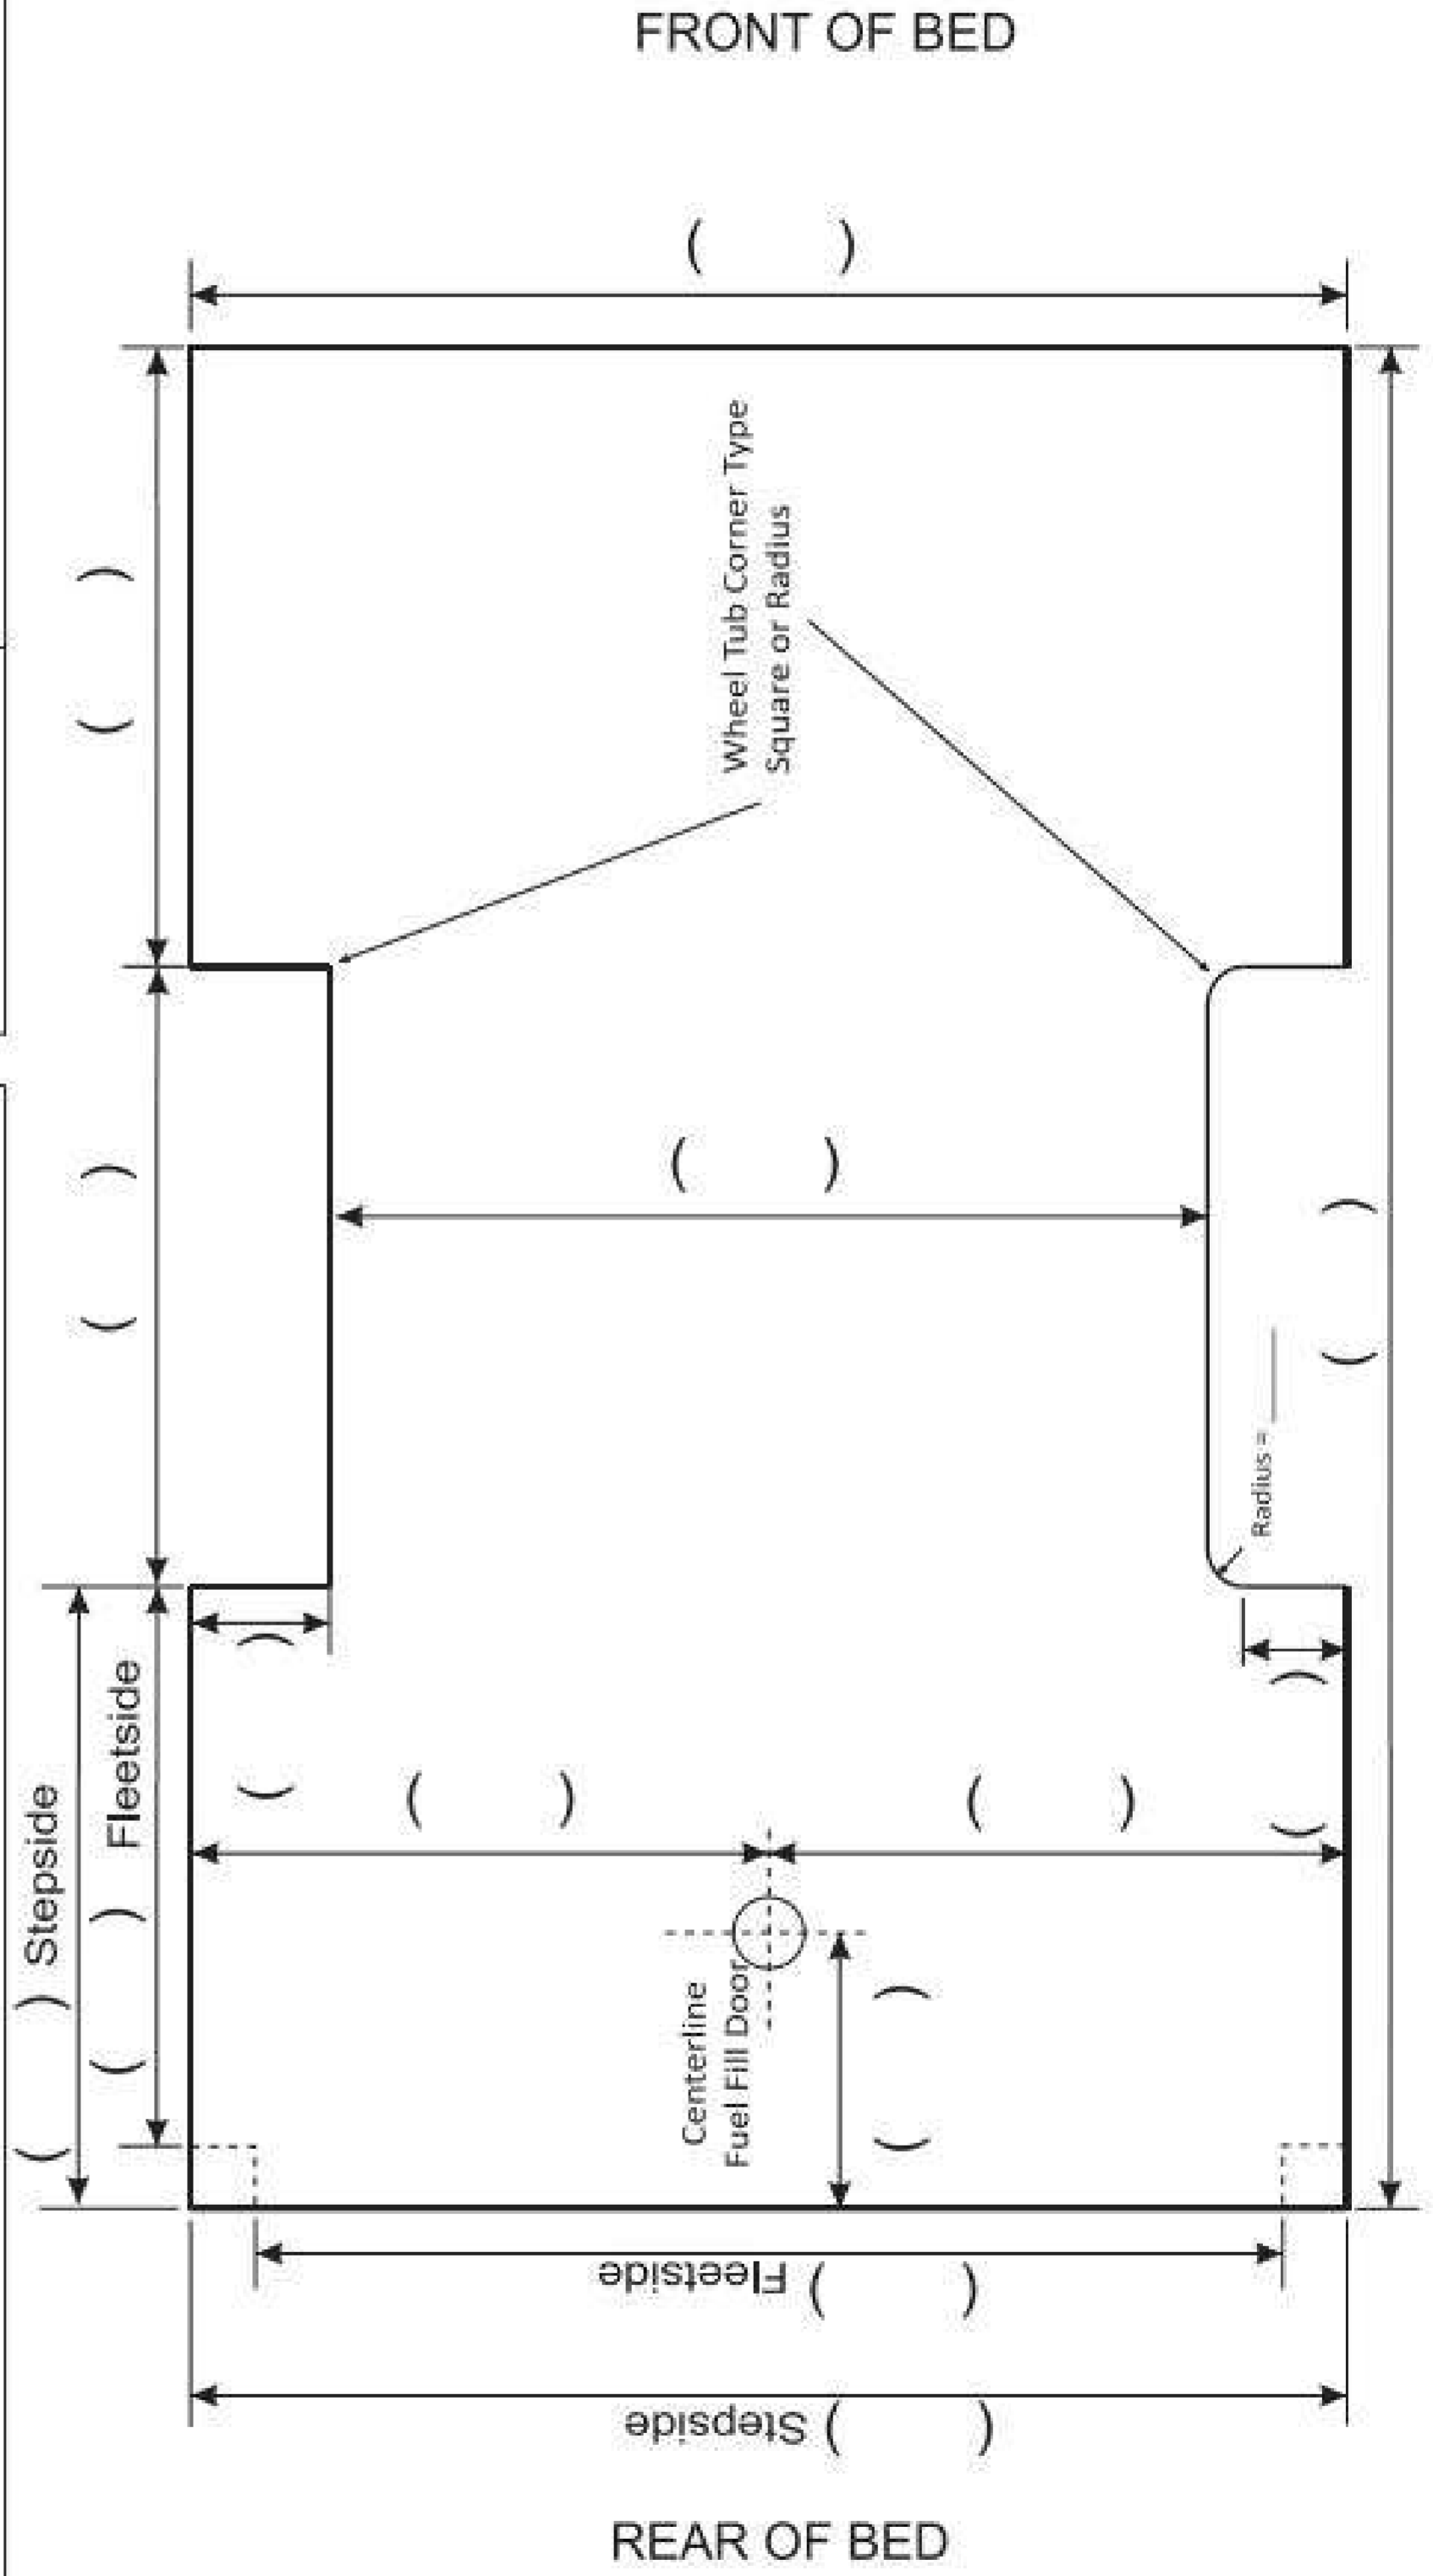 FRONT OF BED
( )
( )
Wheel Tub Corner Type
Square or Radius
( )
( )
( )
Radius = ____
( ) Stepside
( ) Fleetside
( )
( )
( )
( )
Centerline
Fuel Fill Door
( )
Fleetside ( )
Stepside ( )
REAR OF BED